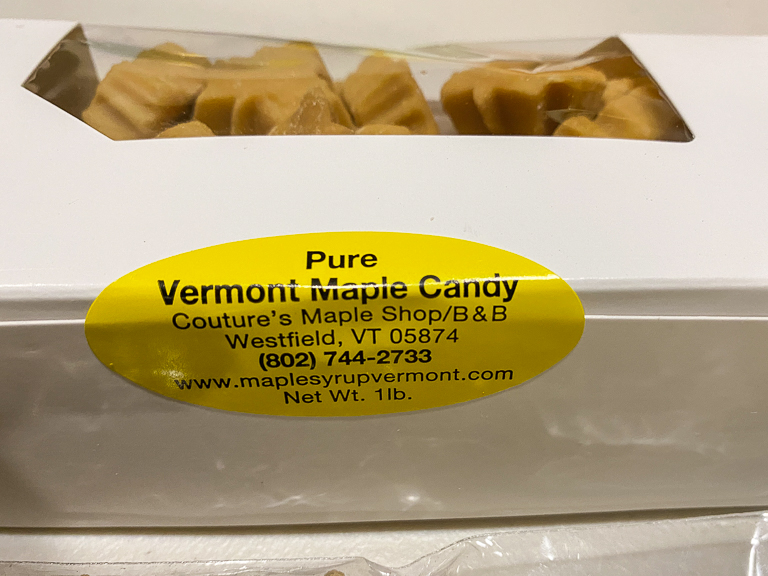 Pure
Vermont Maple Candy
Couture's Maple Shop/B & B
Westfield, VT 05874
(802) 744-2733
www.maplesyrupvermont.com
Net Wt. 1lb.